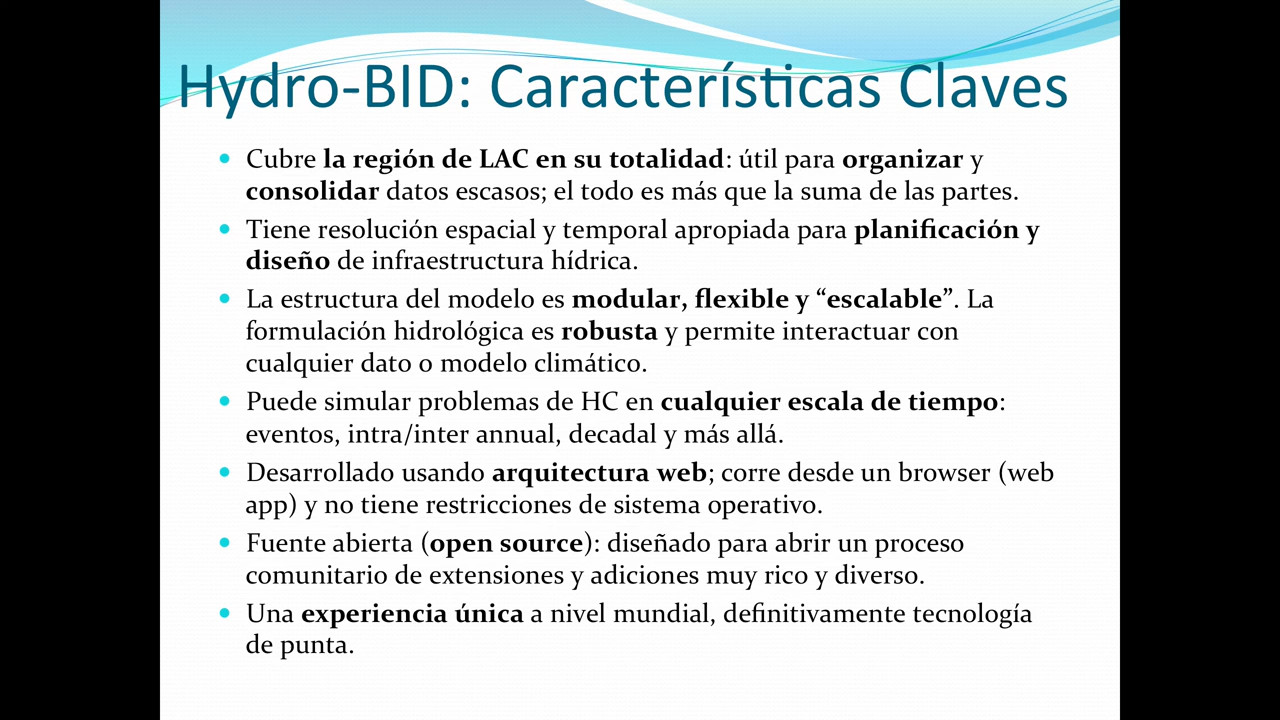 Hydro-BID: Características Claves
• Cubre la región de LAC en su totalidad: útil para organizar y
consolidar datos escasos; el todo es más que la suma de las partes.
• Tiene resolución espacial y temporal apropiada para planificación y
diseño de infraestructura hídrica.
• La estructura del modelo es modular, flexible y “escalable”. La
formulación hidrológica es robusta y permite interactuar con
cualquier dato o modelo climático.
• Puede simular problemas de HC en cualquier escala de tiempo:
eventos, intra/inter annual, decadal y más allá.
• Desarrollado usando arquitectura web; corre desde un browser (web
app) y no tiene restricciones de sistema operativo.
• Fuente abierta (open source): diseñado para abrir un proceso
comunitario de extensiones y adiciones muy rico y diverso.
• Una experiencia única a nivel mundial, definitivamente tecnología
de punta.